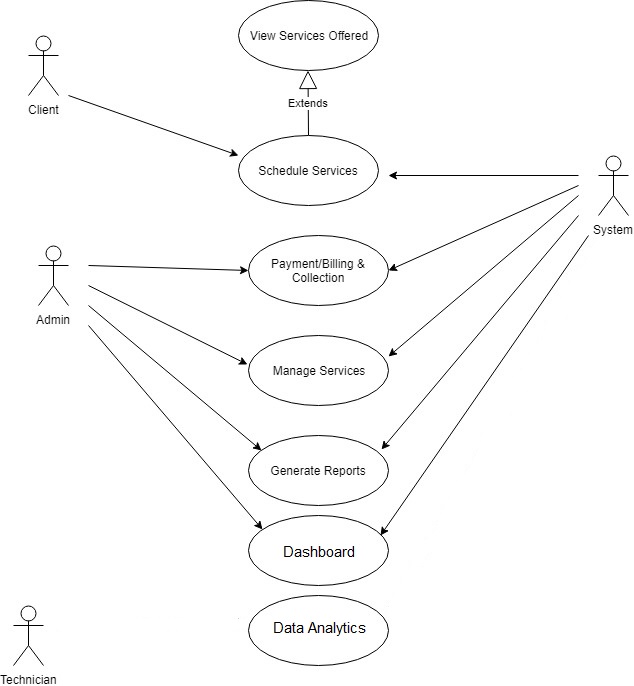 View Services Offered
Client
Extends
Schedule Services
System
Payment/Billing &
Collection
Admin
Manage Services
Generate Reports
Dashboard
Data Analytics
Technician